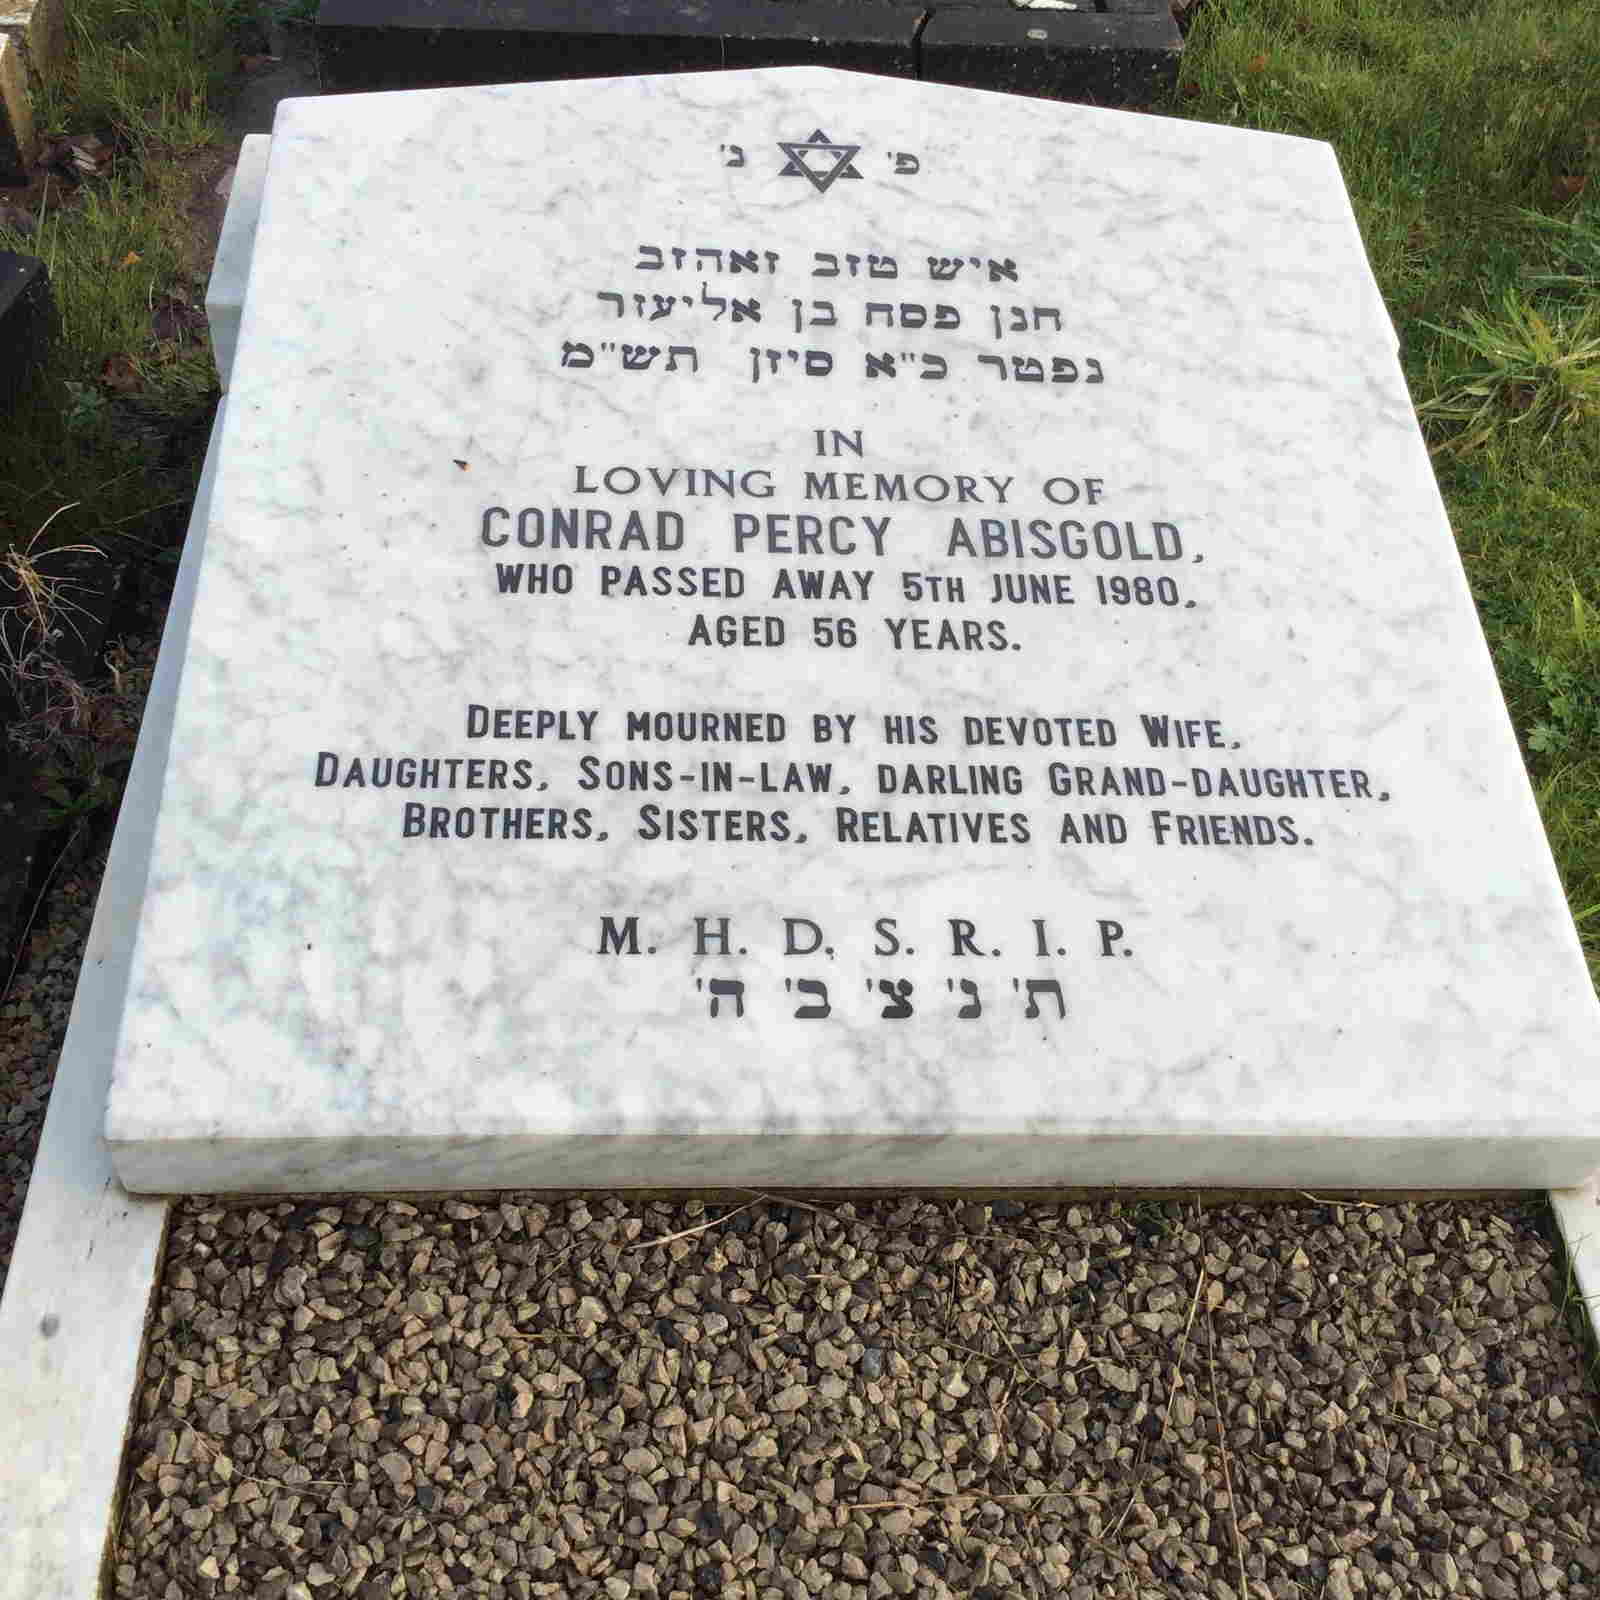 פ' נ'
איש טוב ואהוב
חנן פסח בן אליעזר
נפטר כ"א סיון תש"מ
IN
LOVING MEMORY OF
CONRAD PERCY ABISGOLD,
WHO PASSED AWAY 5TH JUNE 1980,
AGED 56 YEARS.
DEEPLY MOURNED BY HIS DEVOTED WIFE,
DAUGHTERS, SONS-IN-LAW, DARLING GRAND-DAUGHTER,
BROTHERS, SISTERS, RELATIVES AND FRIENDS.
M. H. D. S. R. I. P.
ת' נ' צ' ב' ה'